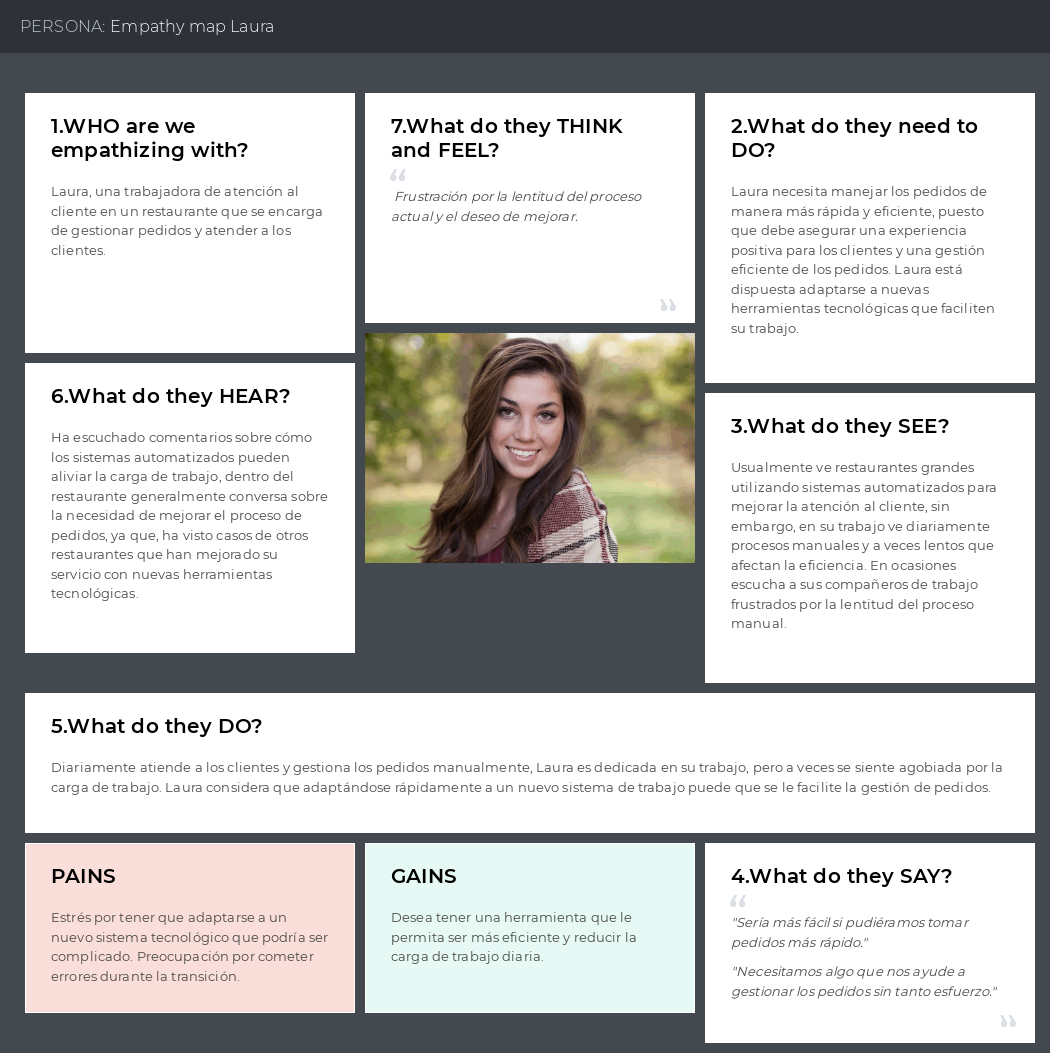 PERSONA: Empathy map Laura
1.WHO are we
empathizing with?
Laura, una trabajadora de atención al
cliente en un restaurante que se encarga
de gestionar pedidos y atender a los
clientes.
7.What do they THINK
and FEEL?
“
Frustración por la lentitud del proceso
actual y el deseo de mejorar.
”
2.What do they need to
DO?
Laura necesita manejar los pedidos de
manera más rápida y eficiente, puesto
que debe asegurar una experiencia
positiva para los clientes y una gestión
eficiente de los pedidos. Laura está
dispuesta adaptarse a nuevas
herramientas tecnológicas que faciliten
su trabajo.
6.What do they HEAR?
Ha escuchado comentarios sobre cómo
los sistemas automatizados pueden
aliviar la carga de trabajo, dentro del
restaurante generalmente conversa sobre
la necesidad de mejorar el proceso de
pedidos, ya que, ha visto casos de otros
restaurantes que han mejorado su
servicio con nuevas herramientas
tecnológicas.
3.What do they SEE?
Usualmente ve restaurantes grandes
utilizando sistemas automatizados para
mejorar la atención al cliente, sin
embargo, en su trabajo ve diariamente
procesos manuales y a veces lentos que
afectan la eficiencia. En ocasiones
escucha a sus compañeros de trabajo
frustrados por la lentitud del proceso
manual.
5.What do they DO?
Diariamente atiende a los clientes y gestiona los pedidos manualmente, Laura es dedicada en su trabajo, pero a veces se siente agobiada por la
carga de trabajo. Laura considera que adaptándose rápidamente a un nuevo sistema de trabajo puede que se le facilite la gestión de pedidos.
PAINS
Estrés por tener que adaptarse a un
nuevo sistema tecnológico que podría ser
complicado. Preocupación por cometer
errores durante la transición.
GAINS
Desea tener una herramienta que le
permita ser más eficiente y reducir la
carga de trabajo diaria.
4.What do they SAY?
“
"Sería más fácil si pudiéramos tomar
pedidos más rápido."
"Necesitamos algo que nos ayude a
gestionar los pedidos sin tanto esfuerzo."
”